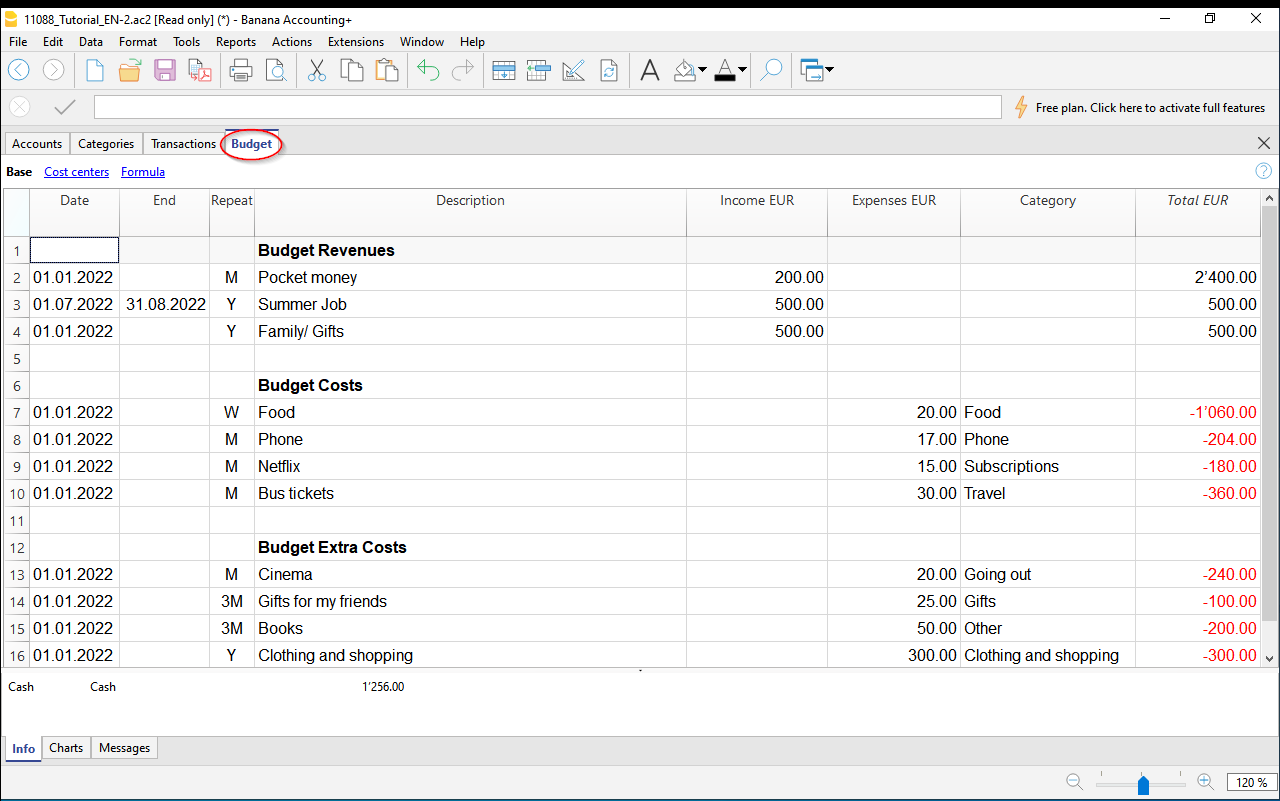 11088_Tutorial_EN-2.ac2 [Read only] (*) - Banana Accounting+
File Edit Data Format Tools Reports Actions Extensions Window Help
Free plan. Click here to activate full features
Accounts Categories Transactions Budget
Base Cost centers Formula
Date End Repeat Description Income EUR Expenses EUR Category Total EUR
1 Budget Revenues
2 01.01.2022 M Pocket money 200.00 2’400.00
3 01.07.2022 31.08.2022 Y Summer Job 500.00 500.00
4 01.01.2022 Y Family/ Gifts 500.00 500.00
5
6 Budget Costs
7 01.01.2022 W Food 20.00 Food -1’060.00
8 01.01.2022 M Phone 17.00 Phone -204.00
9 01.01.2022 M Netflix 15.00 Subscriptions -180.00
10 01.01.2022 M Bus tickets 30.00 Travel -360.00
11
12 Budget Extra Costs
13 01.01.2022 M Cinema 20.00 Going out -240.00
14 01.01.2022 3M Gifts for my friends 25.00 Gifts -100.00
15 01.01.2022 3M Books 50.00 Other -200.00
16 01.01.2022 Y Clothing and shopping 300.00 Clothing and shopping -300.00
Cash Cash 1’256.00
Info Charts Messages
120 %